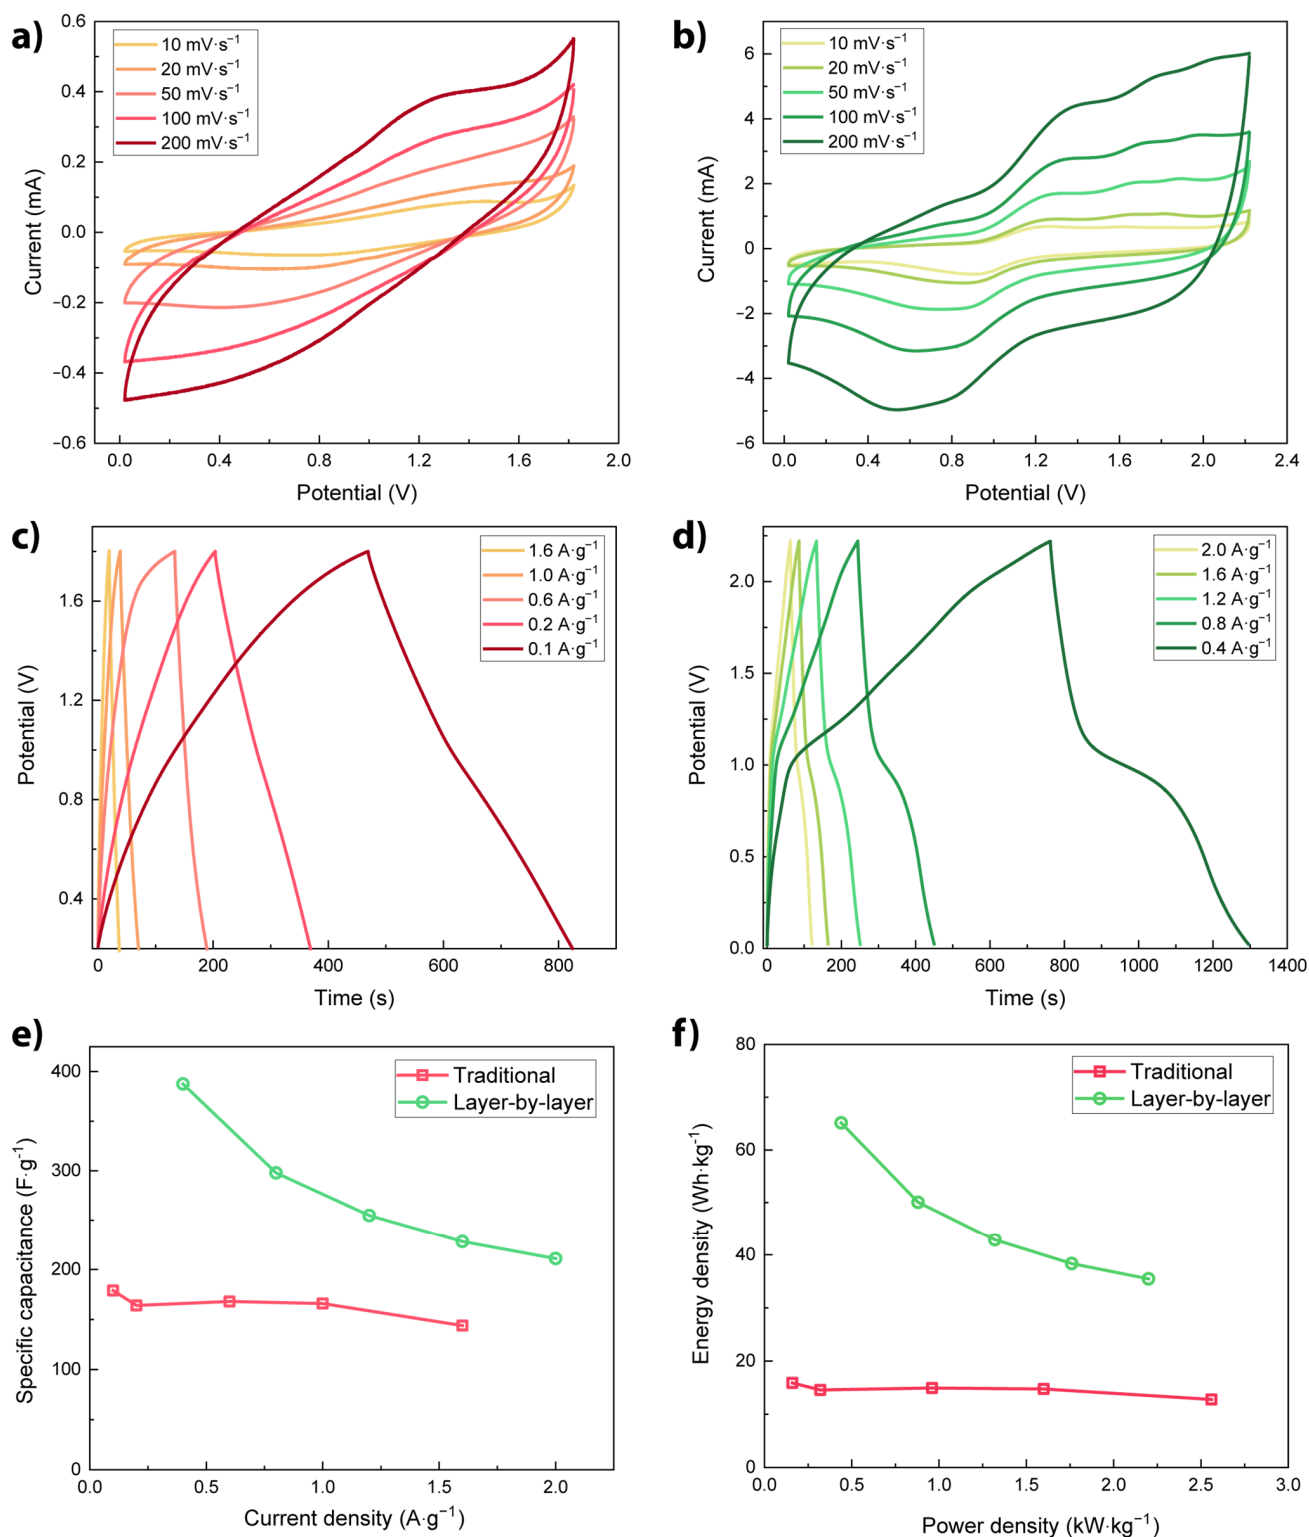 a)
10 mV·s⁻¹
20 mV·s⁻¹
50 mV·s⁻¹
100 mV·s⁻¹
200 mV·s⁻¹
0.6
0.4
0.2
0.0
−0.2
−0.4
−0.6
Current (mA)
0.0 0.4 0.8 1.2 1.6 2.0
Potential (V)
b)
10 mV·s⁻¹
20 mV·s⁻¹
50 mV·s⁻¹
100 mV·s⁻¹
200 mV·s⁻¹
6
4
2
0
−2
−4
−6
Current (mA)
0.0 0.4 0.8 1.2 1.6 2.0 2.4
Potential (V)
c)
1.6 A·g⁻¹
1.0 A·g⁻¹
0.6 A·g⁻¹
0.2 A·g⁻¹
0.1 A·g⁻¹
1.6
1.2
0.8
0.4
Potential (V)
0 200 400 600 800
Time (s)
d)
2.0 A·g⁻¹
1.6 A·g⁻¹
1.2 A·g⁻¹
0.8 A·g⁻¹
0.4 A·g⁻¹
2.0
1.5
1.0
0.5
0.0
Potential (V)
0 200 400 600 800 1000 1200 1400
Time (s)
e)
Traditional
Layer-by-layer
400
300
200
100
0
Specific capacitance (F·g⁻¹)
0.0 0.5 1.0 1.5 2.0
Current density (A·g⁻¹)
f)
Traditional
Layer-by-layer
80
60
40
20
0
Energy density (Wh·kg⁻¹)
0.0 0.5 1.0 1.5 2.0 2.5 3.0
Power density (kW·kg⁻¹)